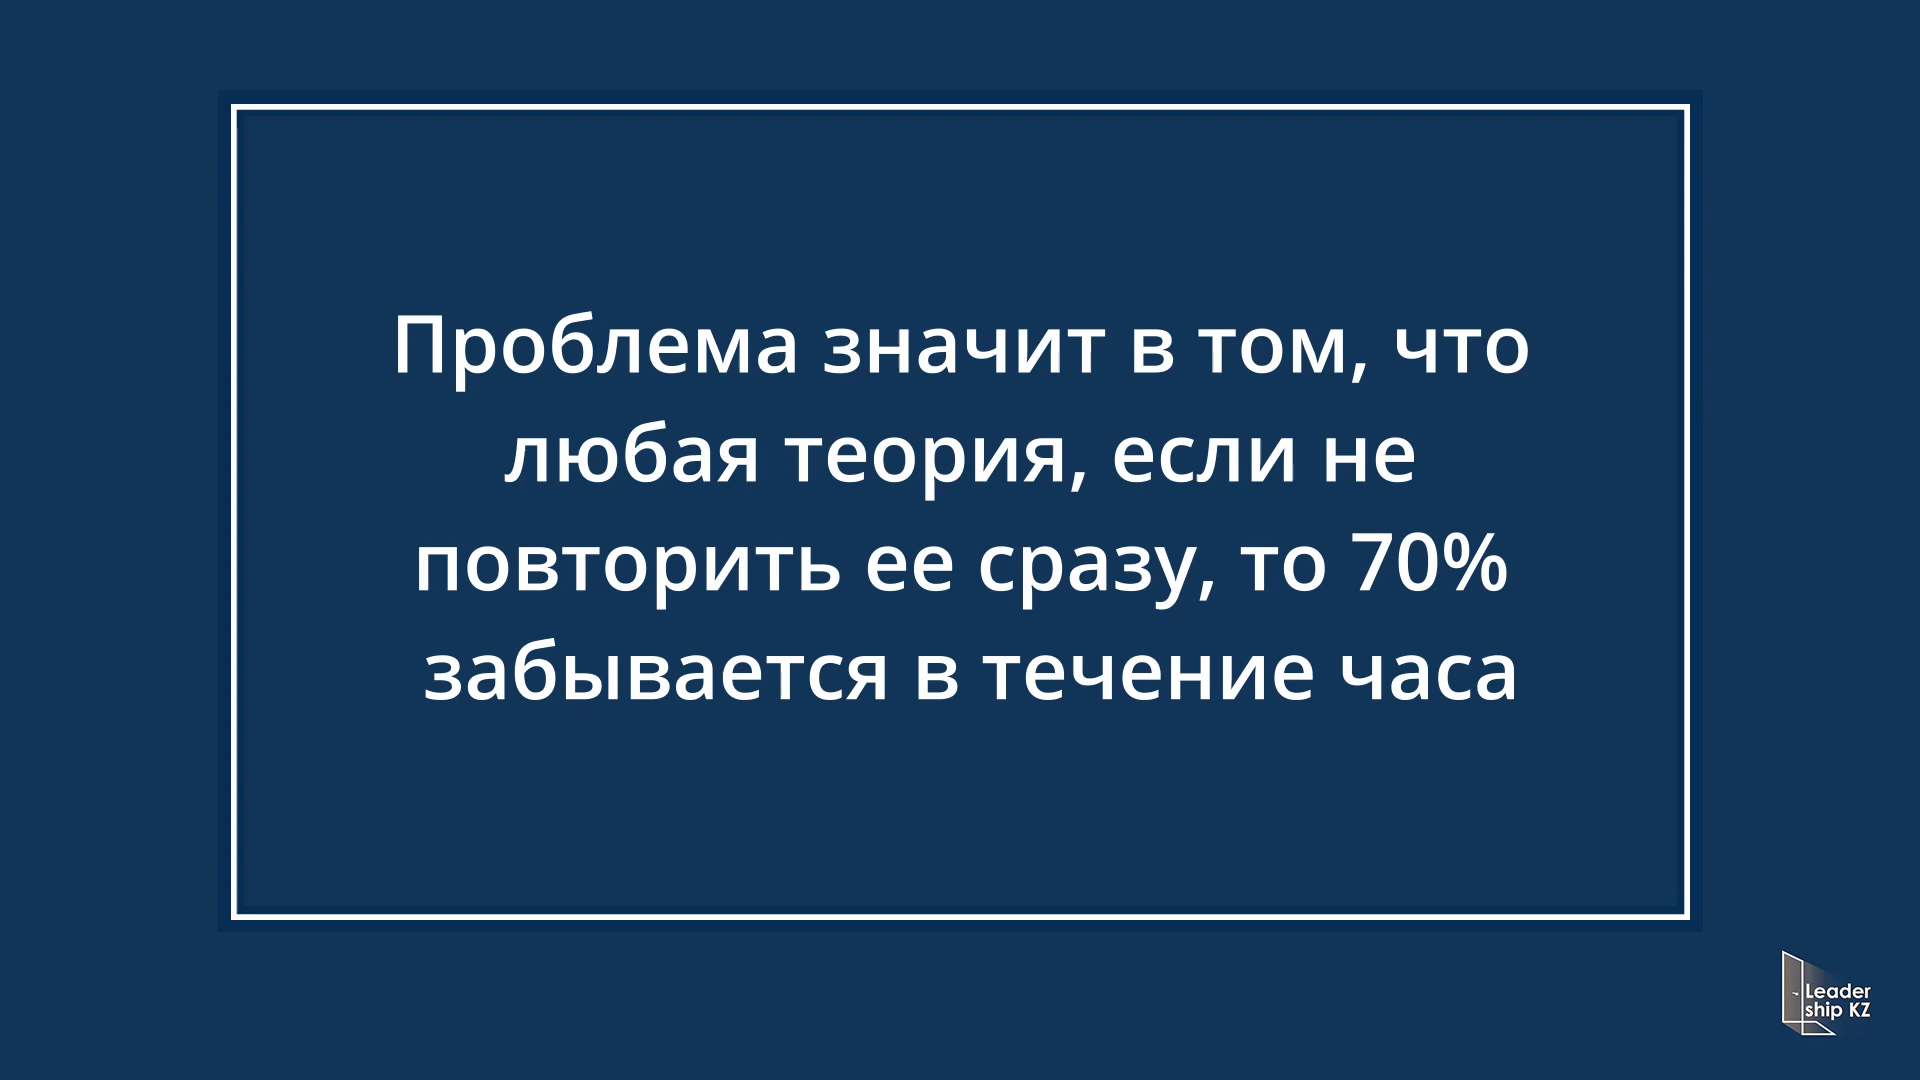 Проблема значит в том, что
любая теория, если не
повторить ее сразу, то 70%
забывается в течение часа
Leader
ship KZ